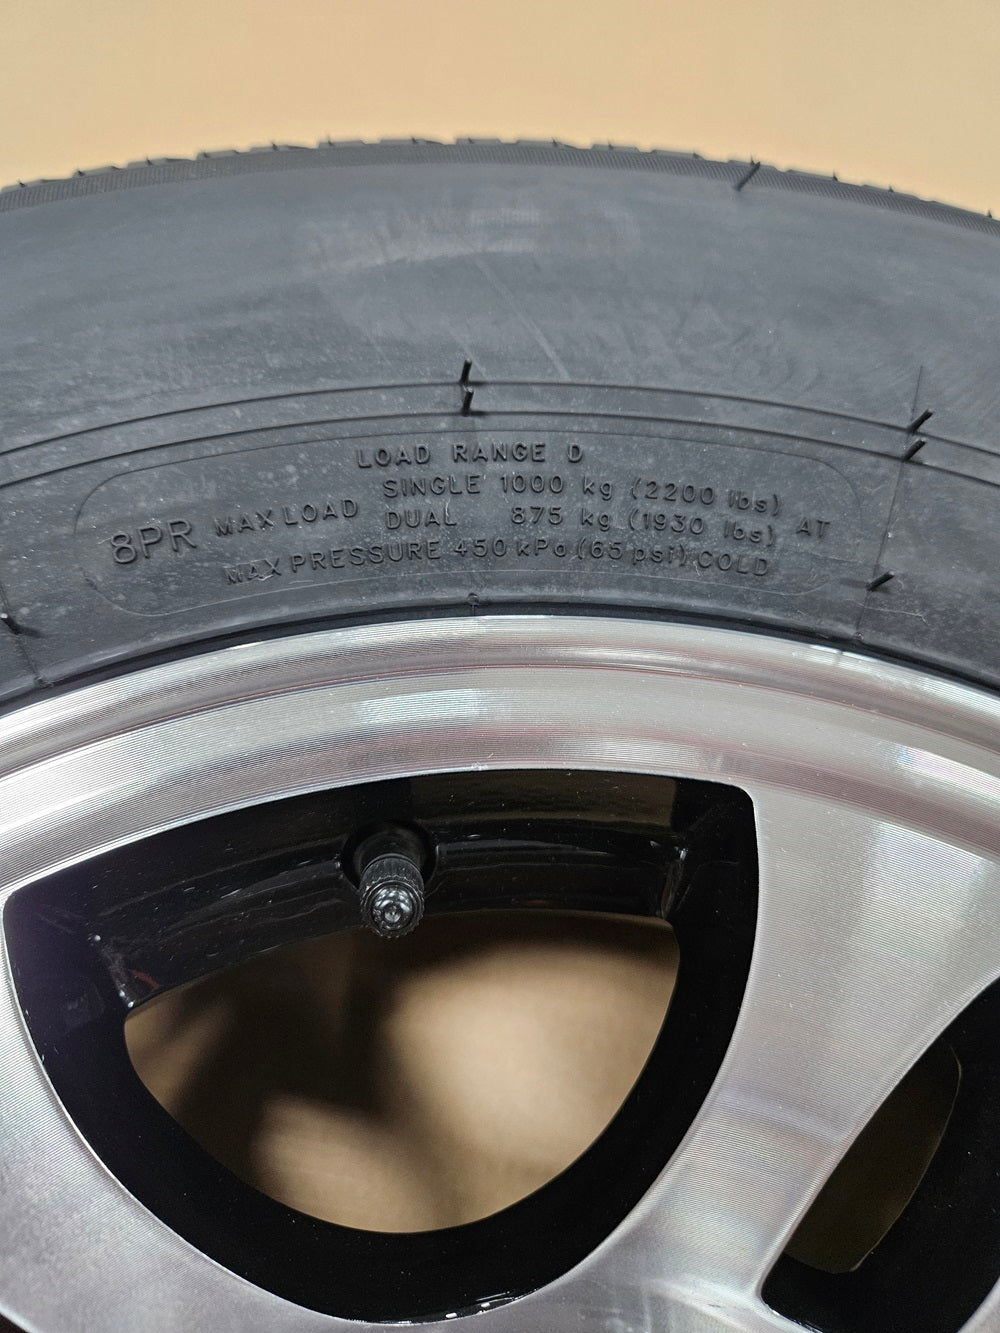 LOAD RANGE D
8PR MAX LOAD SINGLE 1000 kg (2200 lbs) AT
DUAL 875 kg (1930 lbs)
MAX PRESSURE 450 kPa (65 psi) COLD